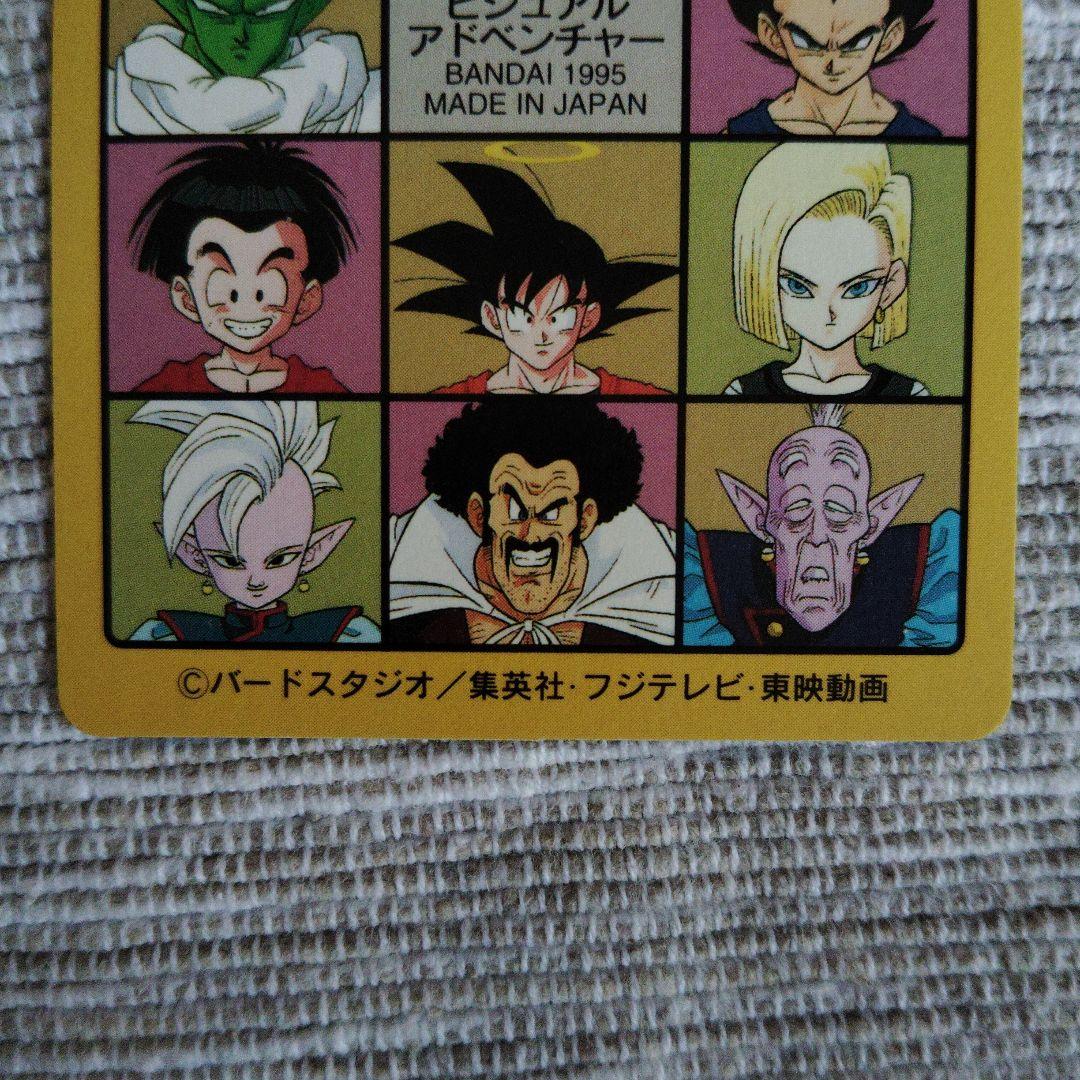 ビジュアル
アドベンチャー
BANDAI 1995
MADE IN JAPAN
©バードスタジオ／集英社・フジテレビ・東映動画